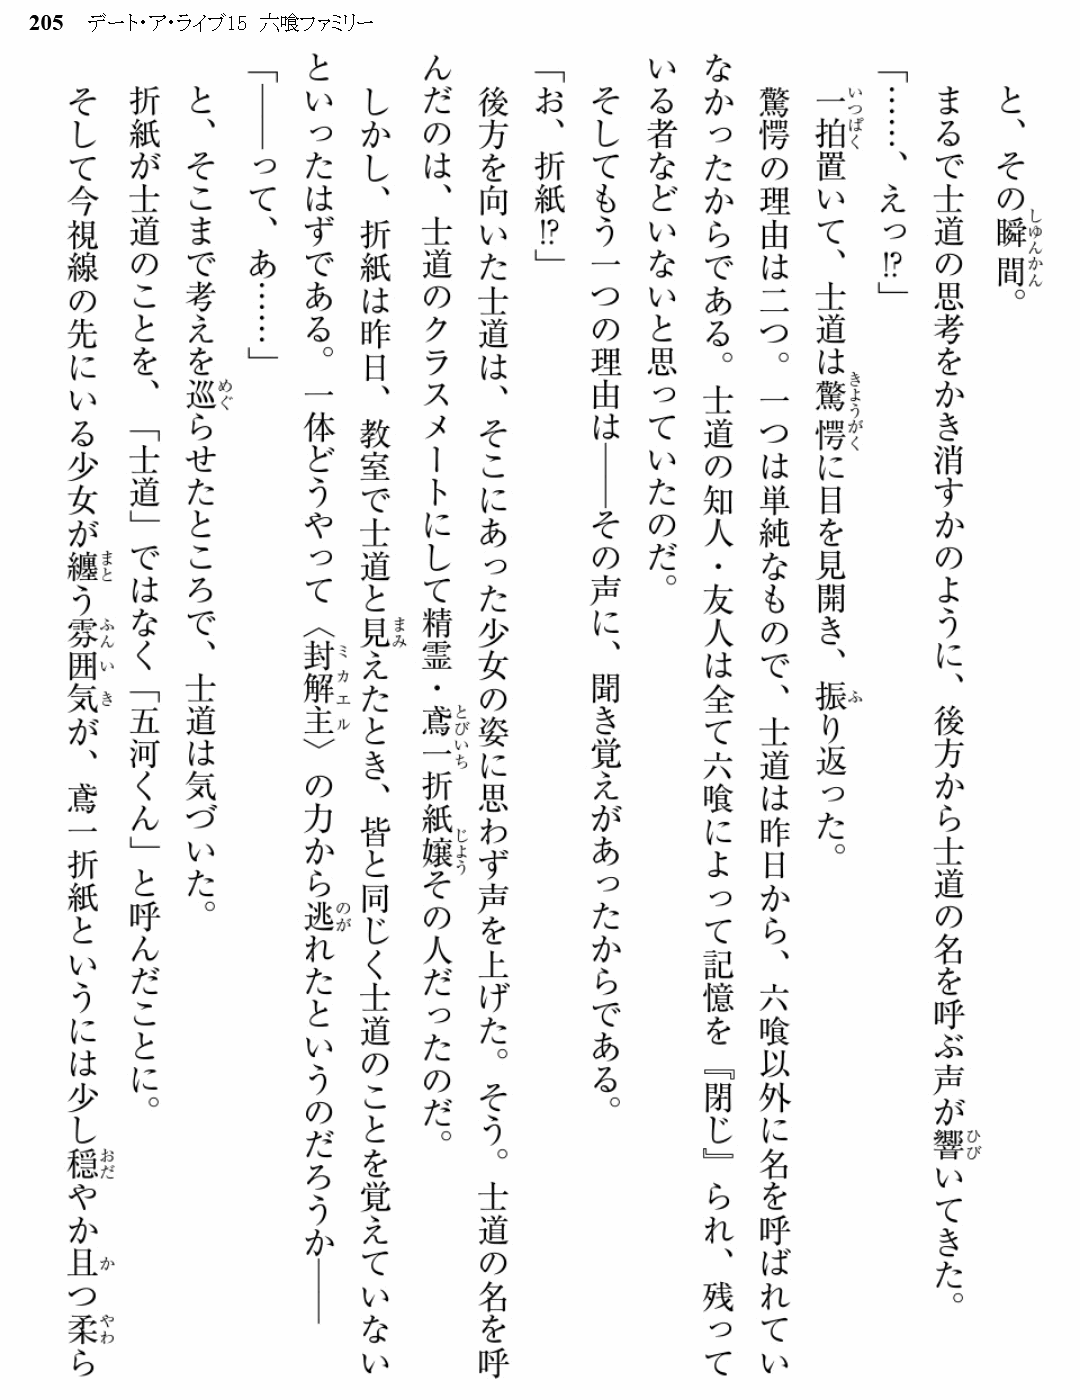 205 デート・ア・ライブ15 六喰ファミリー
と、その瞬間。
まるで士道の思考をかき消すかのように、後方から士道の名を呼ぶ声が響いてきた。
「……、えっ!?」
一拍置いて、士道は驚愕に目を見開き、振り返った。
驚愕の理由は二つ。一つは単純なもので、士道は昨日から、六喰以外に名を呼ばれてい
なかったからである。士道の知人・友人は全て六喰によって記憶を『閉じ』られ、残って
いる者などいないと思っていたのだ。
そしてもう一つの理由は――その声に、聞き覚えがあったからである。
「お、折紙!?」
後方を向いた士道は、そこにあった少女の姿に思わず声を上げた。そう。士道の名を呼
んだのは、士道のクラスメートにして精霊・鳶一折紙嬢その人だったのだ。
しかし、折紙は昨日、教室で士道と見えたとき、皆と同じく士道のことを覚えていない
といったはずである。一体どうやって〈封解主〉の力から逃れたというのだろうか――
「――って、あ……」
と、そこまで考えを巡らせたところで、士道は気づいた。
折紙が士道のことを、「士道」ではなく「五河くん」と呼んだことに。
そして今視線の先にいる少女が纏う雰囲気が、鳶一折紙というには少し穏やか且つ柔ら